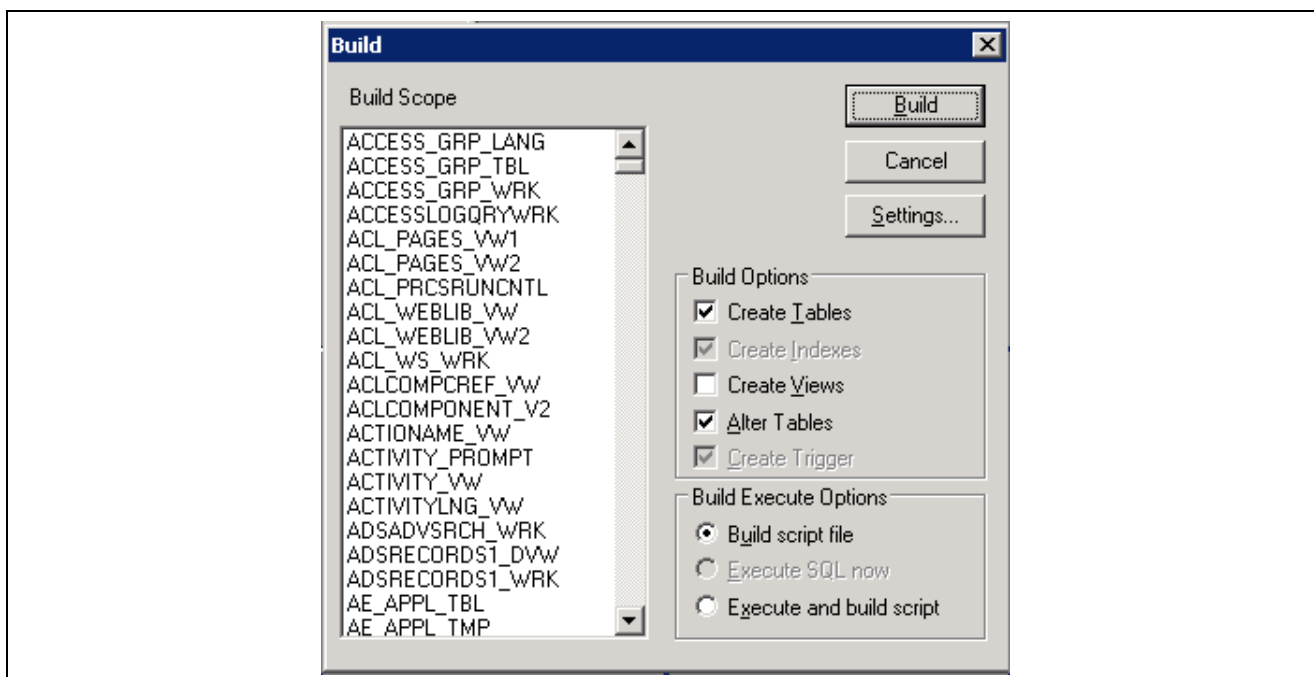 Build
Build Scope
ACCESS_GRP_LANG
ACCESS_GRP_TBL
ACCESS_GRP_WRK
ACCESSLOGQRYWRK
ACL_PAGES_VW1
ACL_PAGES_VW2
ACL_PRCSRUNCNTL
ACL_WEBLIB_VW
ACL_WEBLIB_VW2
ACL_WS_WRK
ACLCOMPCREF_VW
ACLCOMPONENT_V2
ACTIONAME_VW
ACTIVITY_PROMPT
ACTIVITY_VW
ACTIVITYLNG_VW
ADSADVSRCH_WRK
ADSRECORDS1_DVW
ADSRECORDS1_WRK
AE_APPL_TBL
AE_APPL_TMP
Build
Cancel
Settings...
Build Options
Create Tables
Create Indexes
Create Views
Alter Tables
Create Trigger
Build Execute Options
Build script file
Execute SQL now
Execute and build script